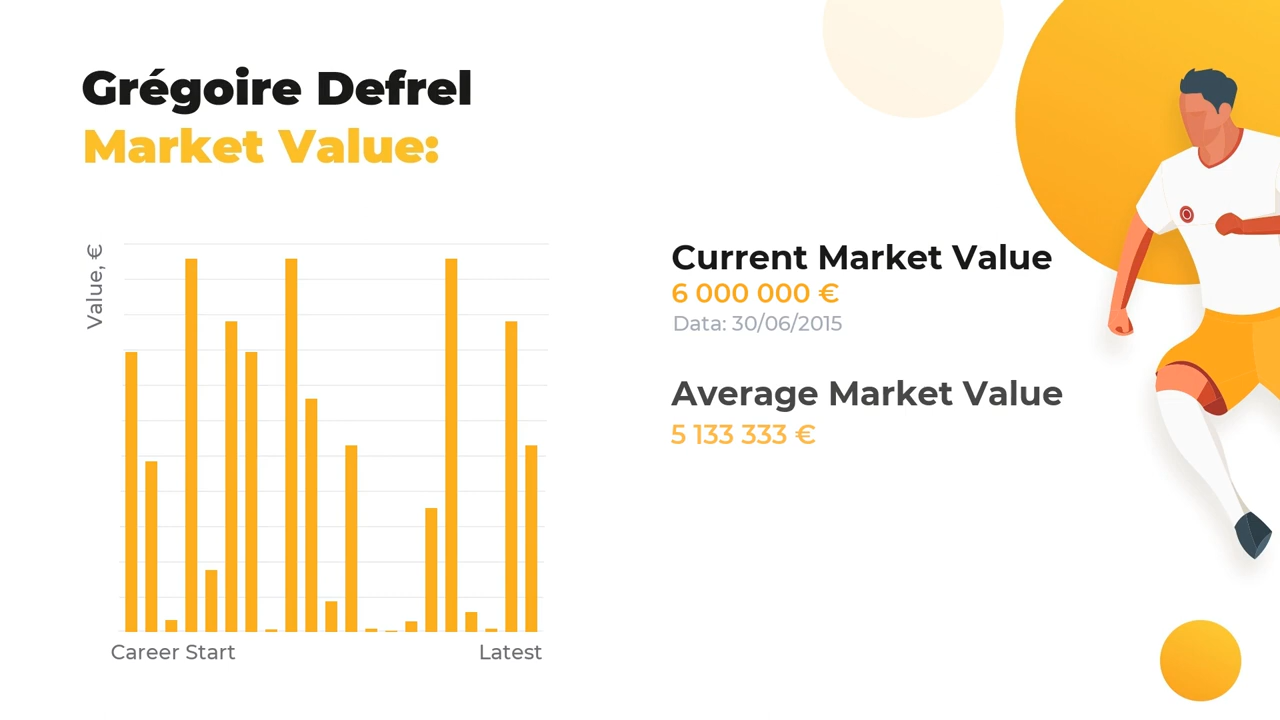 Grégoire Defrel
Market Value:
Value, €
Career Start
Latest
Current Market Value
6 000 000 €
Data: 30/06/2015
Average Market Value
5 133 333 €